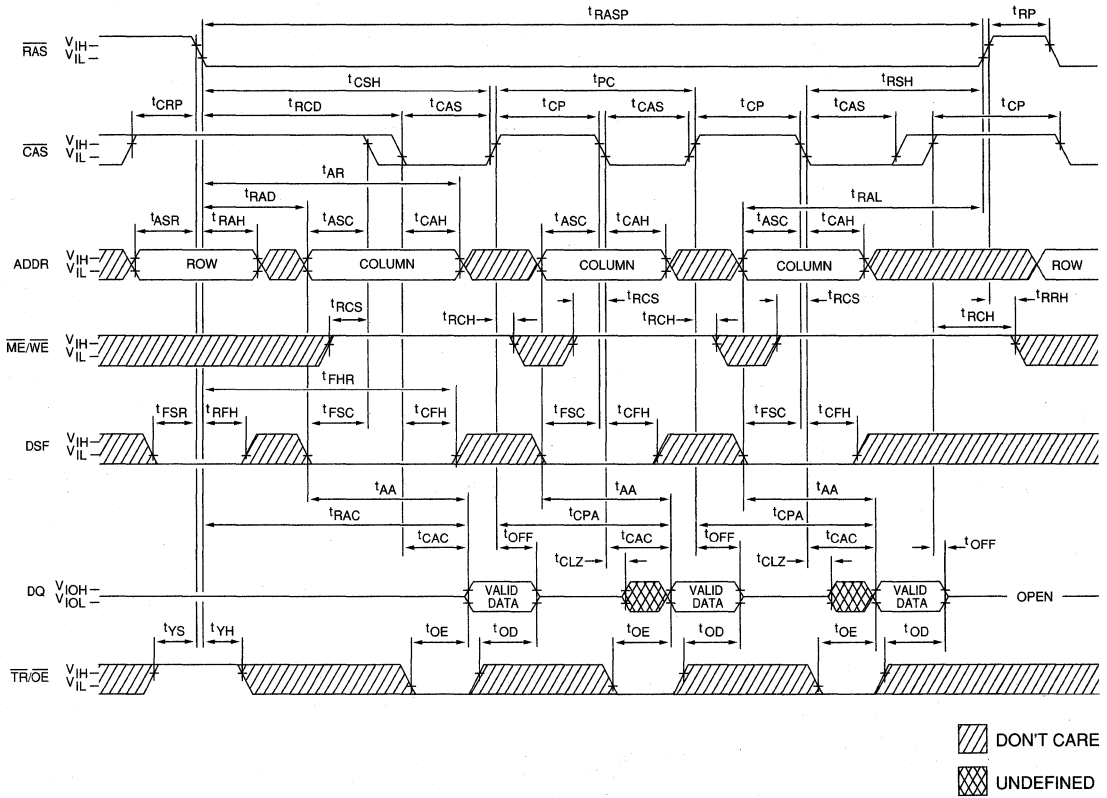 tRASP
tRP
RAS
VIH
VIL
tCSH
tPC
tRSH
tCRP
tRCD
tCAS
tCP
tCAS
tCP
tCAS
tCP
CAS
VIH
VIL
tAR
tRAD
tRAL
tASR
tRAH
tASC
tCAH
tASC
tCAH
tASC
tCAH
ADDR
VIH
VIL
ROW
COLUMN
COLUMN
COLUMN
ROW
tRCS
tRCH
tRCS
tRCH
tRCS
tRCH
tRRH
ME/WE
VIH
VIL
tFHR
tFSR
tRFH
tFSC
tCFH
tFSC
tCFH
tFSC
tCFH
DSF
VIH
VIL
tAA
tAA
tAA
tRAC
tCPA
tCPA
tCAC
tOFF
tCLZ
tCAC
tOFF
tCLZ
tCAC
tOFF
DQ
VIOH
VIOL
VALID
DATA
VALID
DATA
VALID
DATA
OPEN
tYS
tYH
tOE
tOD
tOE
tOD
tOE
tOD
TR/OE
VIH
VIL
DON'T CARE
UNDEFINED